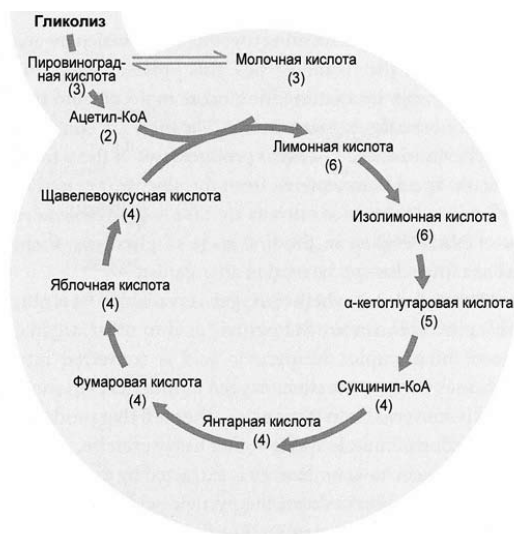 Гликолиз
Пировиноград-
ная кислота
(3)
Молочная кислота
(3)
Ацетил-КоА
(2)
Лимонная кислота
(6)
Щавелевоуксусная кислота
(4)
Изолимонная кислота
(6)
Яблочная кислота
(4)
α-кетоглутаровая кислота
(5)
Фумаровая кислота
(4)
Сукцинил-КоА
(4)
Янтарная кислота
(4)